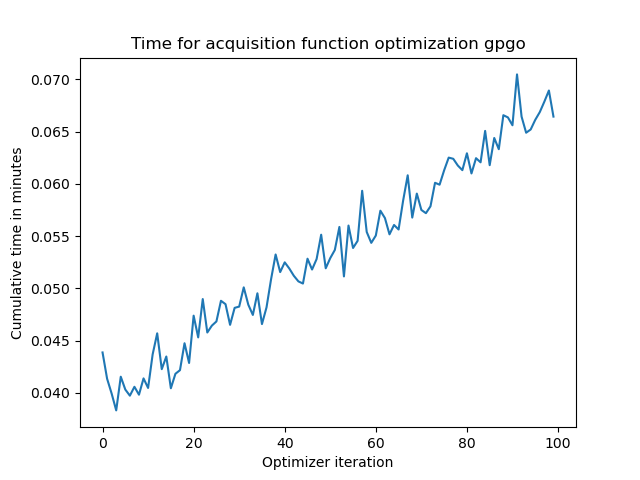 Time for acquisition function optimization gpgo
Cumulative time in minutes
0.070
0.065
0.060
0.055
0.050
0.045
0.040
0 20 40 60 80 100
Optimizer iteration